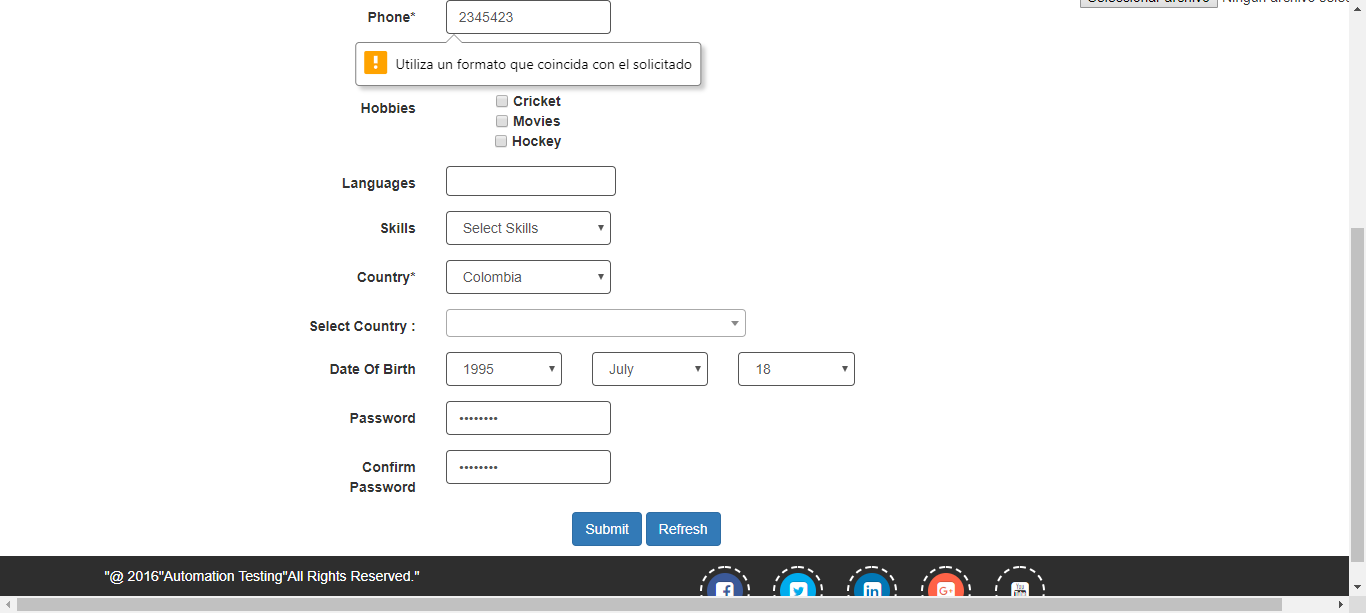 Seleccionar archivo Ningún archivo selec
Phone* 2345423
Utiliza un formato que coincida con el solicitado
Hobbies
Cricket
Movies
Hockey
Languages
Skills Select Skills
Country* Colombia
Select Country :
Date Of Birth 1995 July 18
Password ••••••••
Confirm Password ••••••••
Submit Refresh
"@ 2016"Automation Testing"All Rights Reserved."
f in G+ You